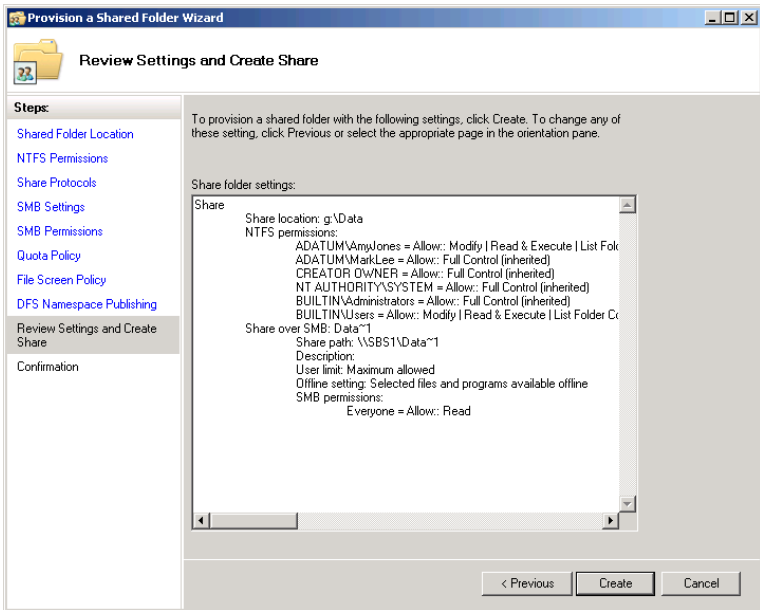 Provision a Shared Folder Wizard
Review Settings and Create Share
Steps:
Shared Folder Location
NTFS Permissions
Share Protocols
SMB Settings
SMB Permissions
Quota Policy
File Screen Policy
DFS Namespace Publishing
Review Settings and Create
Share
Confirmation
To provision a shared folder with the following settings, click Create. To change any of
these setting, click Previous or select the appropriate page in the orientation pane.
Share folder settings:
Share
Share location: g:\Data
NTFS permissions:
ADATUM\AmyJones = Allow:: Modify | Read & Execute | List Fold
ADATUM\MarkLee = Allow:: Full Control (inherited)
CREATOR OWNER = Allow:: Full Control (inherited)
NT AUTHORITY\SYSTEM = Allow:: Full Control (inherited)
BUILTIN\Administrators = Allow:: Full Control (inherited)
BUILTIN\Users = Allow:: Modify | Read & Execute | List Folder Co
Share over SMB: Data~1
Share path: \\SBS1\Data~1
Description:
User limit: Maximum allowed
Offline setting: Selected files and programs available offline
SMB permissions:
Everyone = Allow:: Read
< Previous
Create
Cancel